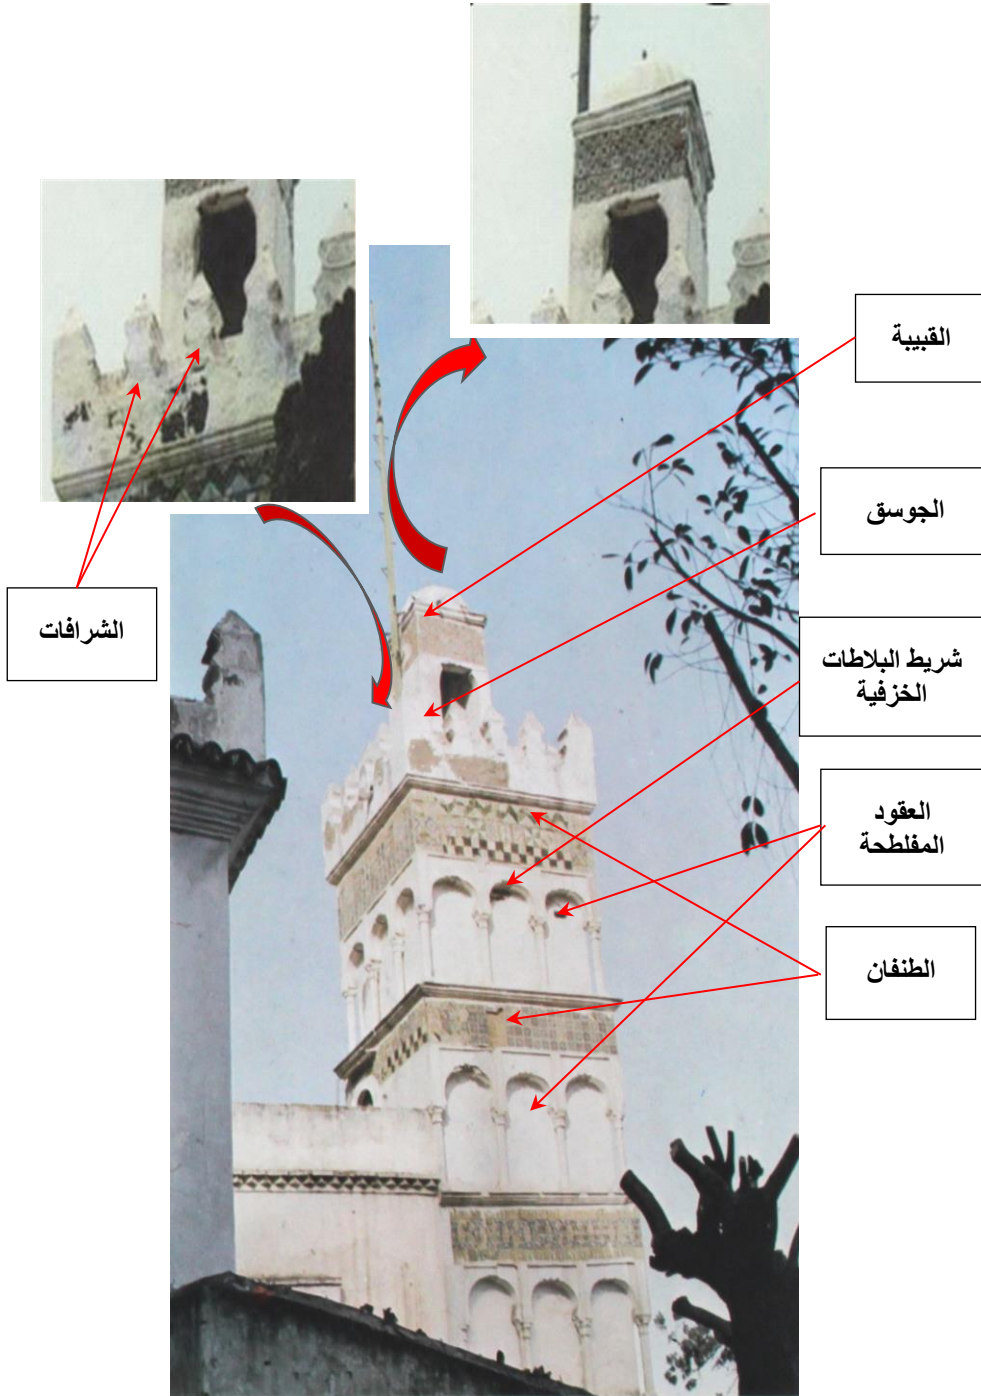 القبيبة
الجوسق
الشرافات
شريط البلاطات
الخزفية
العقود
المفلطحة
الطنفان